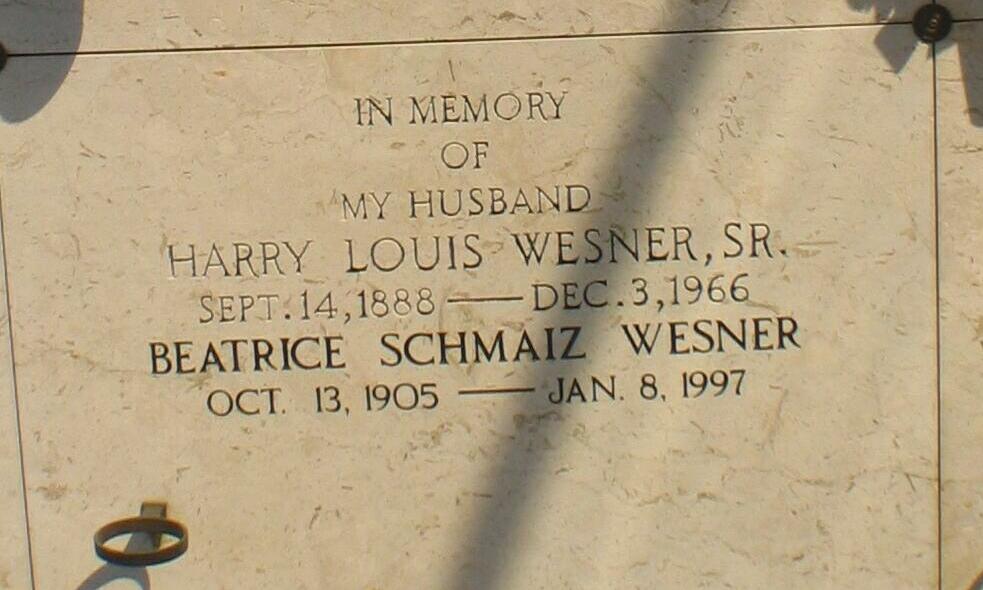 IN MEMORY
OF
MY HUSBAND
HARRY LOUIS WESNER, SR.
SEPT. 14, 1888 — DEC. 3, 1966
BEATRICE SCHMAIZ WESNER
OCT. 13, 1905 — JAN. 8, 1997